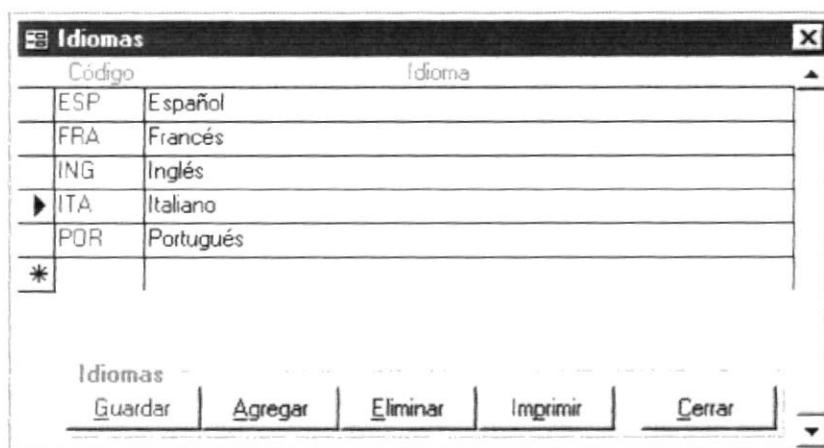 Idiomas
Código Idioma
ESP Español
FRA Francés
ING Inglés
ITA Italiano
POR Portugués
Idiomas
Guardar Agregar Eliminar Imprimir Cerrar